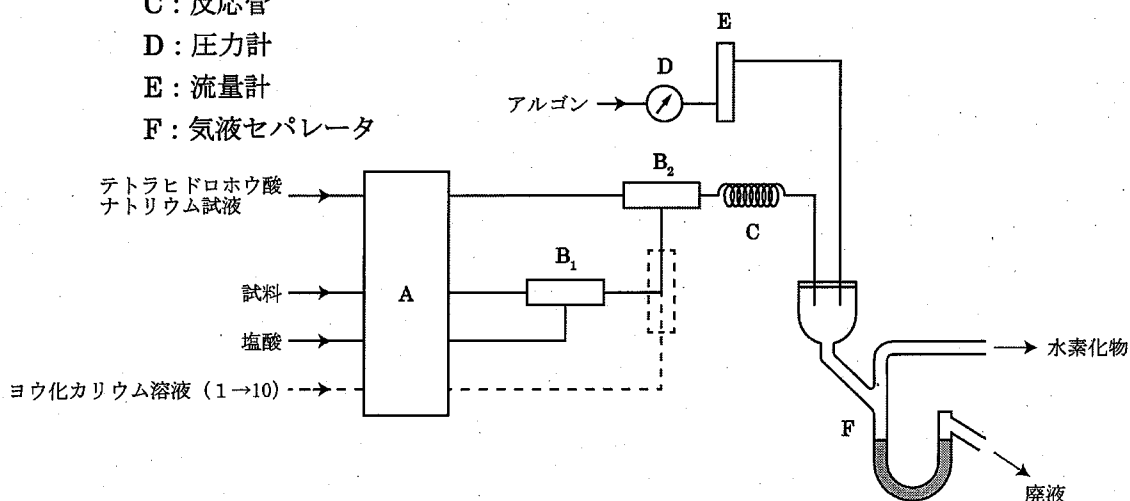 C：反応管
D：圧力計
E：流量計
F：気液セパレータ
E
D
アルゴン
B₂
テトラヒドロホウ酸
ナトリウム試液
C
B₁
試料
A
塩酸
水素化物
ヨウ化カリウム溶液（1→10）
F
廃液